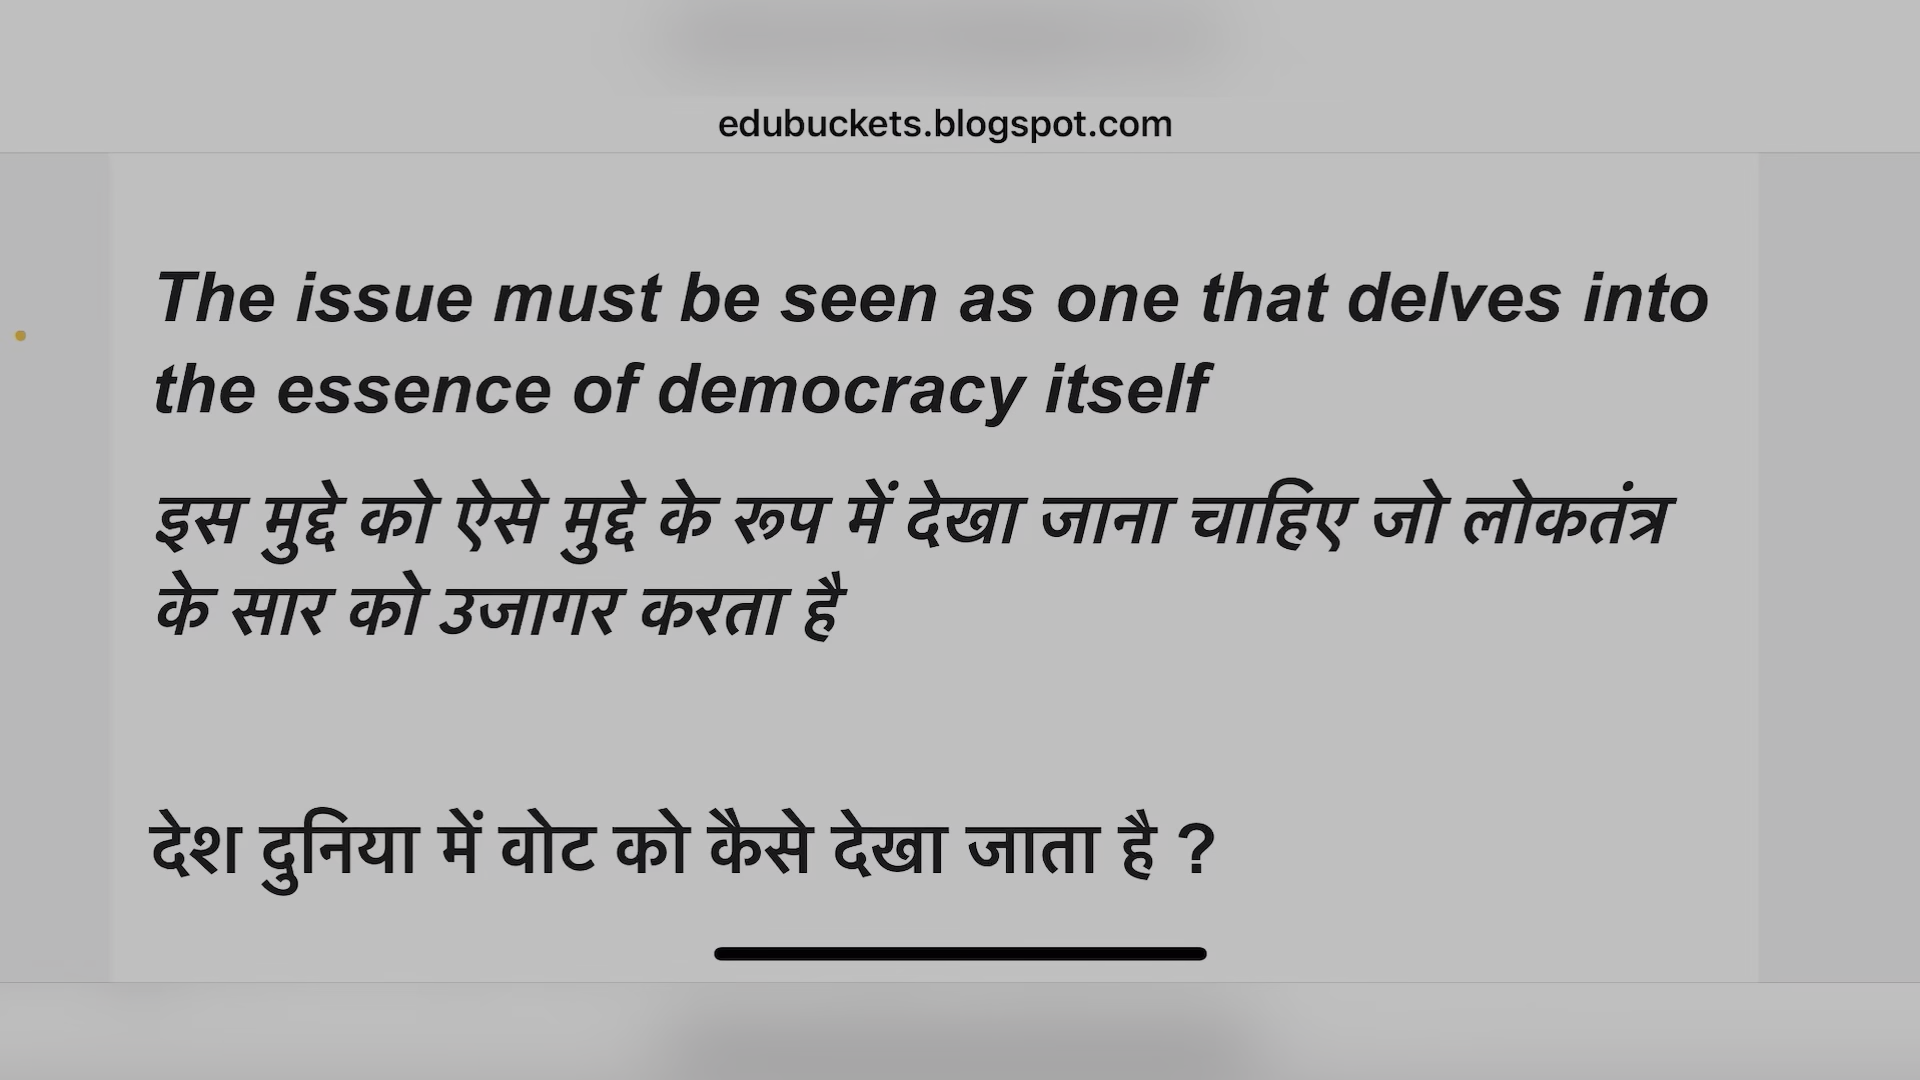 edubuckets.blogspot.com
The issue must be seen as one that delves into
the essence of democracy itself
इस मुद्दे को ऐसे मुद्दे के रूप में देखा जाना चाहिए जो लोकतंत्र
के सार को उजागर करता है
देश दुनिया में वोट को कैसे देखा जाता है ?